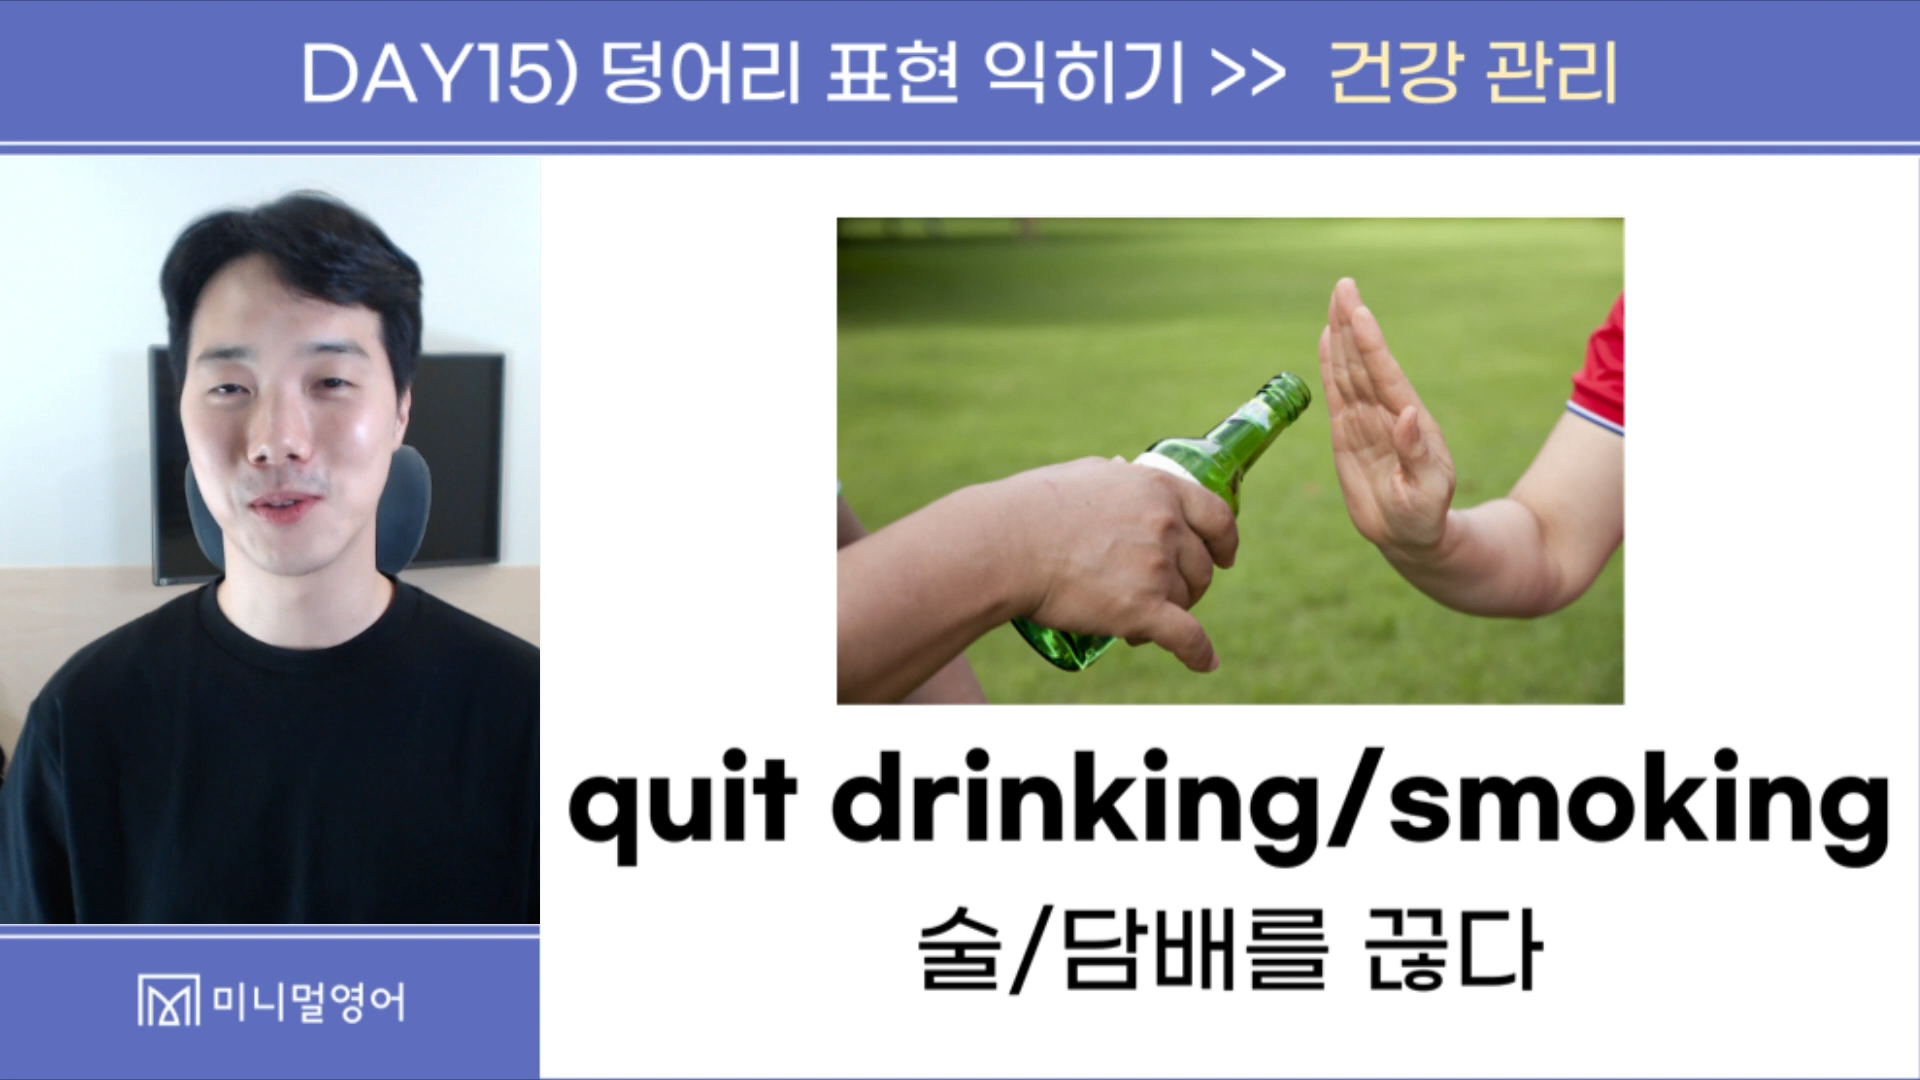 DAY15) 덩어리 표현 익히기 >> 건강 관리
quit drinking/smoking
술/담배를 끊다
미니멀영어